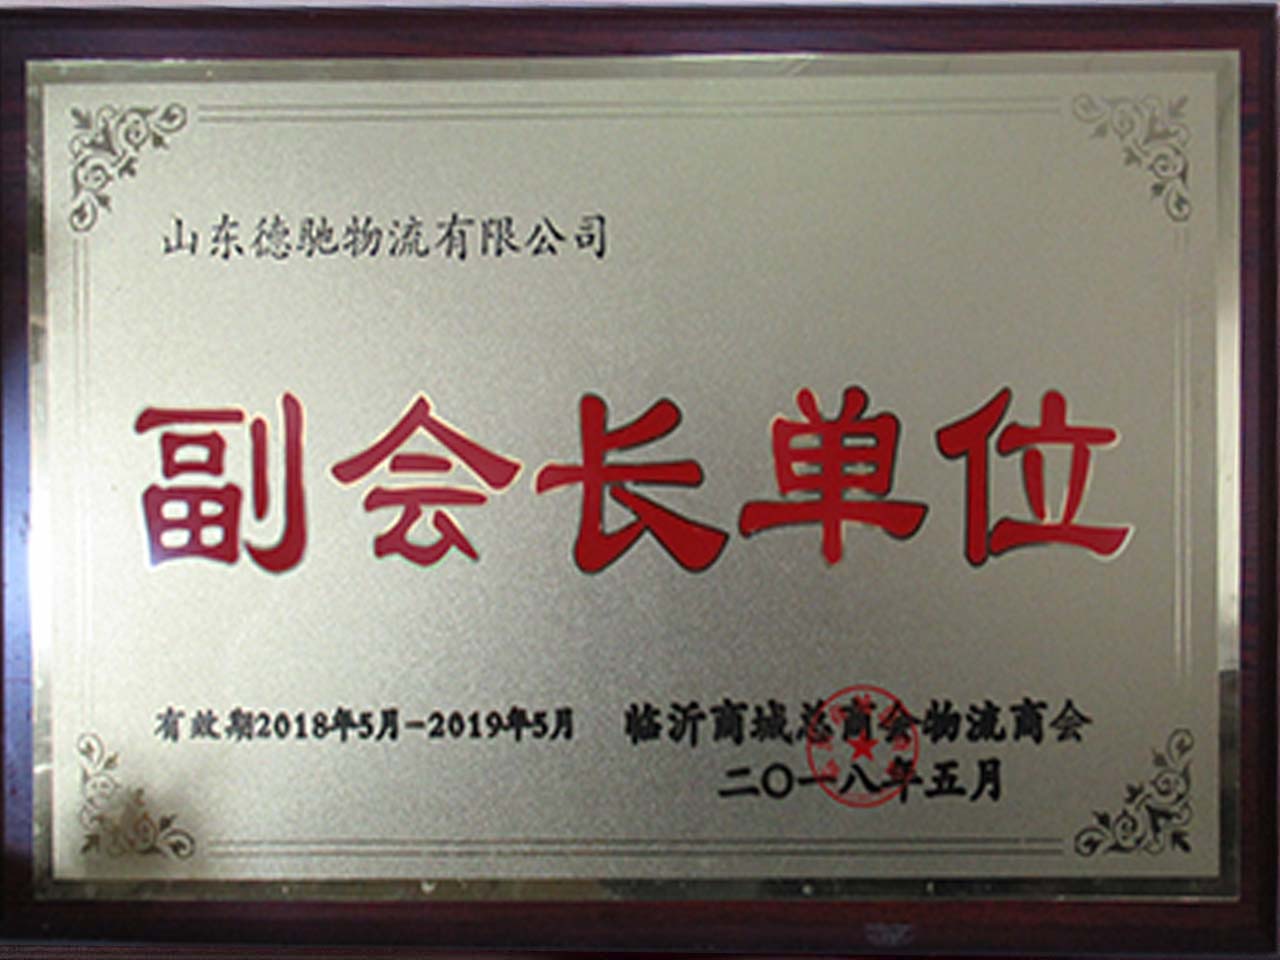 山东德驰物流有限公司
副会长单位
有效期2018年5月-2019年5月
临沂商城总商会物流商会
二〇一八年五月